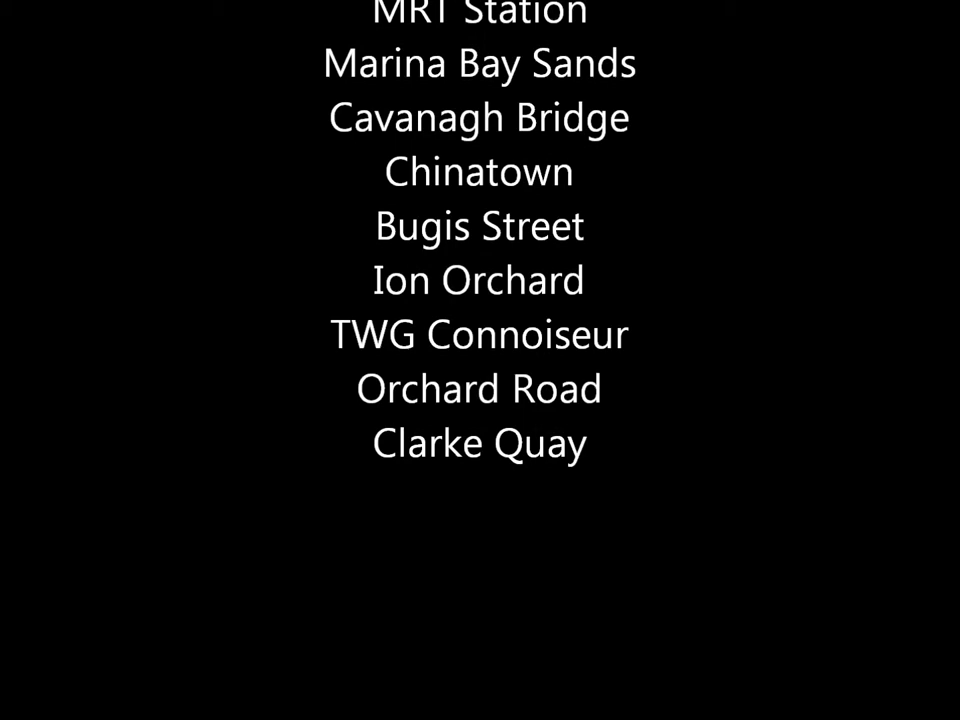 MRT Station
Marina Bay Sands
Cavanagh Bridge
Chinatown
Bugis Street
Ion Orchard
TWG Connoiseur
Orchard Road
Clarke Quay